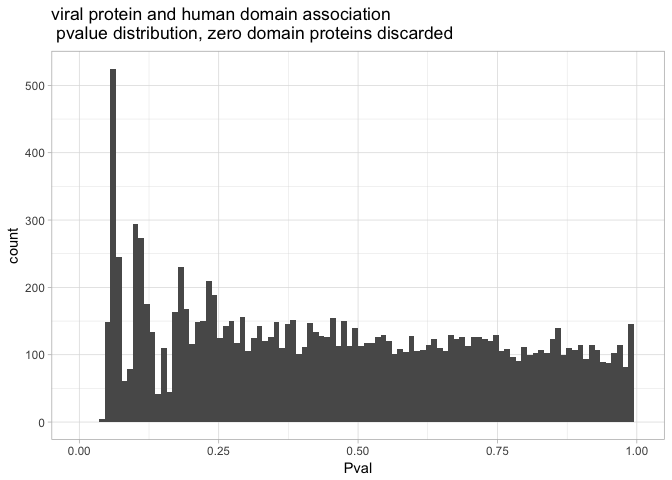 viral protein and human domain association
pvalue distribution, zero domain proteins discarded
500
400
300
200
100
0
count
0.00 0.25 0.50 0.75 1.00
Pval